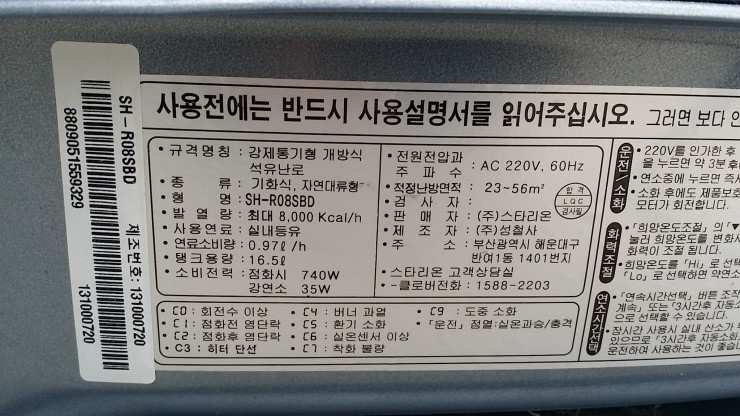 SH-R08SBD
8809051559329
제조번호: 131000720
131000720
사용전에는 반드시 사용설명서를 읽어주십시오. 그러면 보다
• 규격명칭 : 강제통기형 개방식
석유난로
• 종 류 : 기화식, 자연대류형
• 형 명 : SH-R08SBD
• 발 열 량 : 최대 8,000 Kcal/h
• 사용연료 : 실내등유
• 연료소비량 : 0.97ℓ/h
• 탱크용량 : 16.5ℓ
• 소비전력 : 점화시 740W
강연소 35W
• 전원전압과
주 파 수 : AC 220V, 60Hz
• 적정난방면적 : 23~56m²
• 검 사 자 :
합격
LQC
검사필
• 판 매 자 : (주)스타리온
• 제 조 자 : (주)성철사
• 주 소 : 부산광역시 해운대구
반여1동 1401번지
• 스타리온 고객상담실
-클로버전화 : 1588-2203
• C0 : 회전수 이상
• C1 : 점화전 염단락
• C2 : 점화후 염단락
• C3 : 히터 단선
• C4 : 버너 과열
• C5 : 환기 소화
• C6 : 실온센서 이상
• C7 : 착화 불량
• C9 : 도중 소화
• 「운전」점멸:실온과승/충격
운전/소화
• 220V를 인가한 후
을 누르면 약 3분후
• 연소중에 누르면 즉시
• 소화 후에도 제품보호
모터가 회전합니다.
화력조절
• 「희망온도조절」의 「▼
눌러 희망온도를 변화시
화력이 조절 됩니다.
• 희망온도를 「Hi」로 선택
「Lo」로 선택하면 약연소
연소시간선택
• 「연속시간선택」 버튼 조작
계속」 또는 「3시간후 자동소
으로 선택할 수 있습니다.
• 장시간 사용시 실내 산소가
있으므로 「3시간후 자동소화
운전하여 사용하는 것이 좋습